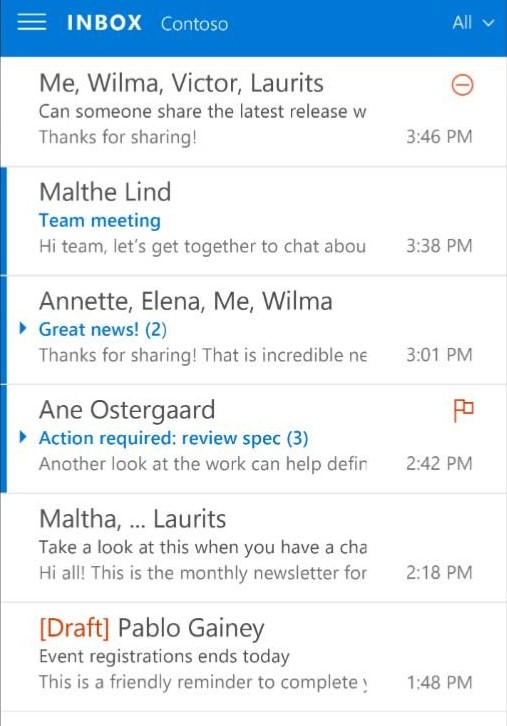 INBOX Contoso All
Me, Wilma, Victor, Laurits
Can someone share the latest release w
Thanks for sharing! 3:46 PM
Malthe Lind
Team meeting
Hi team, let's get together to chat abou 3:38 PM
Annette, Elena, Me, Wilma
Great news! (2)
Thanks for sharing! That is incredible ne 3:01 PM
Ane Ostergaard
Action required: review spec (3)
Another look at the work can help defin 2:42 PM
Maltha, ... Laurits
Take a look at this when you have a cha
Hi all! This is the monthly newsletter for 2:18 PM
[Draft] Pablo Gainey
Event registrations ends today
This is a friendly reminder to complete 1:48 PM